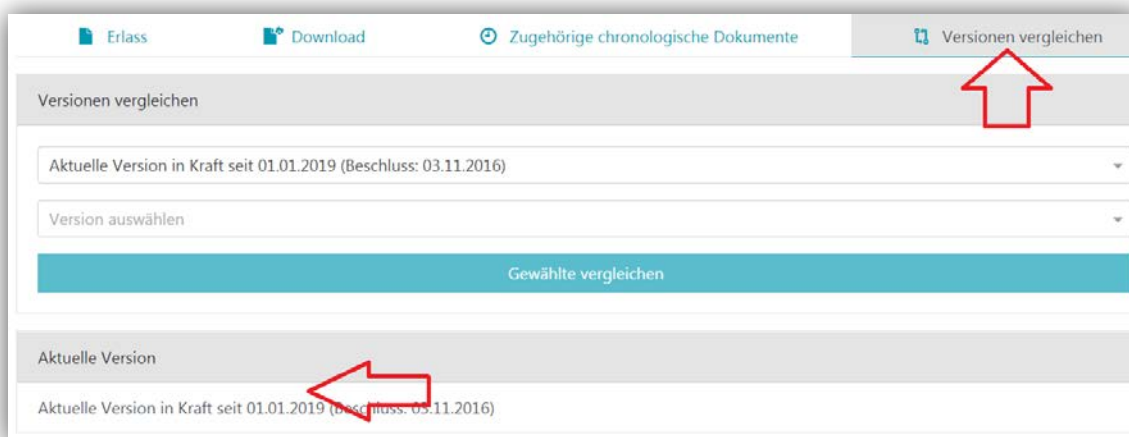 Erlass
Download
Zugehörige chronologische Dokumente
Versionen vergleichen
Versionen vergleichen
Aktuelle Version in Kraft seit 01.01.2019 (Beschluss: 03.11.2016)
Version auswählen
Gewählte vergleichen
Aktuelle Version
Aktuelle Version in Kraft seit 01.01.2019 (Beschluss: 03.11.2016)